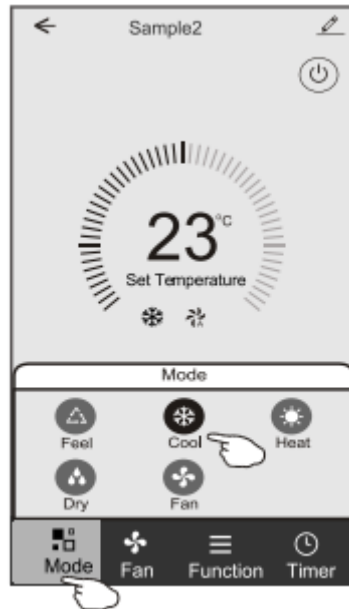 Sample2
23°C
Set Temperature
A
Mode
Feel Cool Heat
Dry Fan
Mode Fan Function Timer